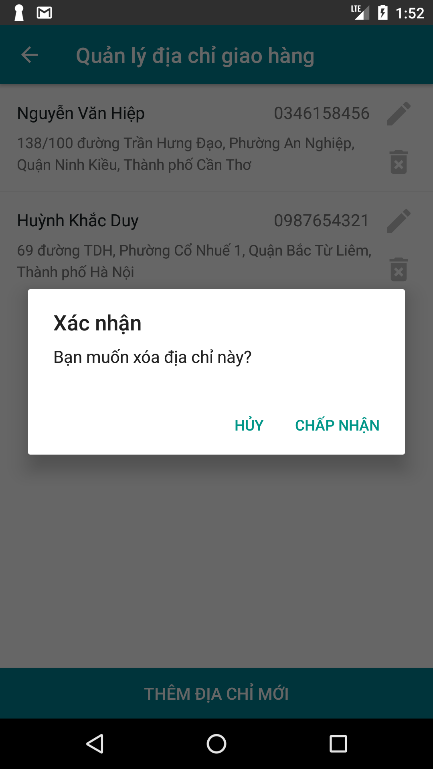 LTE 1:52
Quản lý địa chỉ giao hàng
Nguyễn Văn Hiệp 0346158456
138/100 đường Trần Hưng Đạo, Phường An Nghiệp,
Quận Ninh Kiều, Thành phố Cần Thơ
Huỳnh Khắc Duy 0987654321
69 đường TDH, Phường Cổ Nhuế 1, Quận Bắc Từ Liêm,
Thành phố Hà Nội
Xác nhận
Bạn muốn xóa địa chỉ này?
HỦY CHẤP NHẬN
THÊM ĐỊA CHỈ MỚI